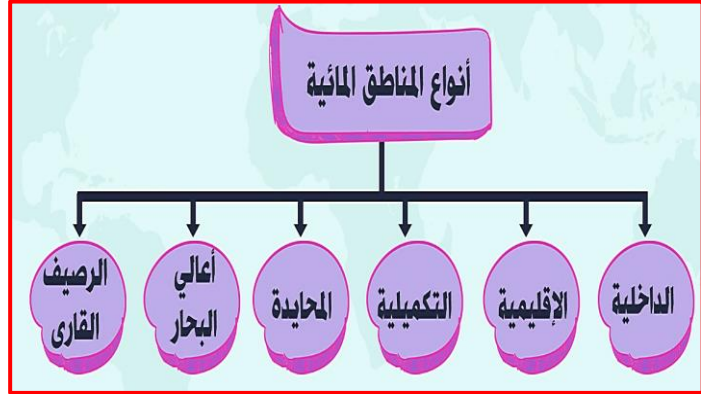 أنواع المناطق المائية
الداخلية
الإقليمية
التكميلية
المحايدة
أعالي
البحار
الرصيف
القارى